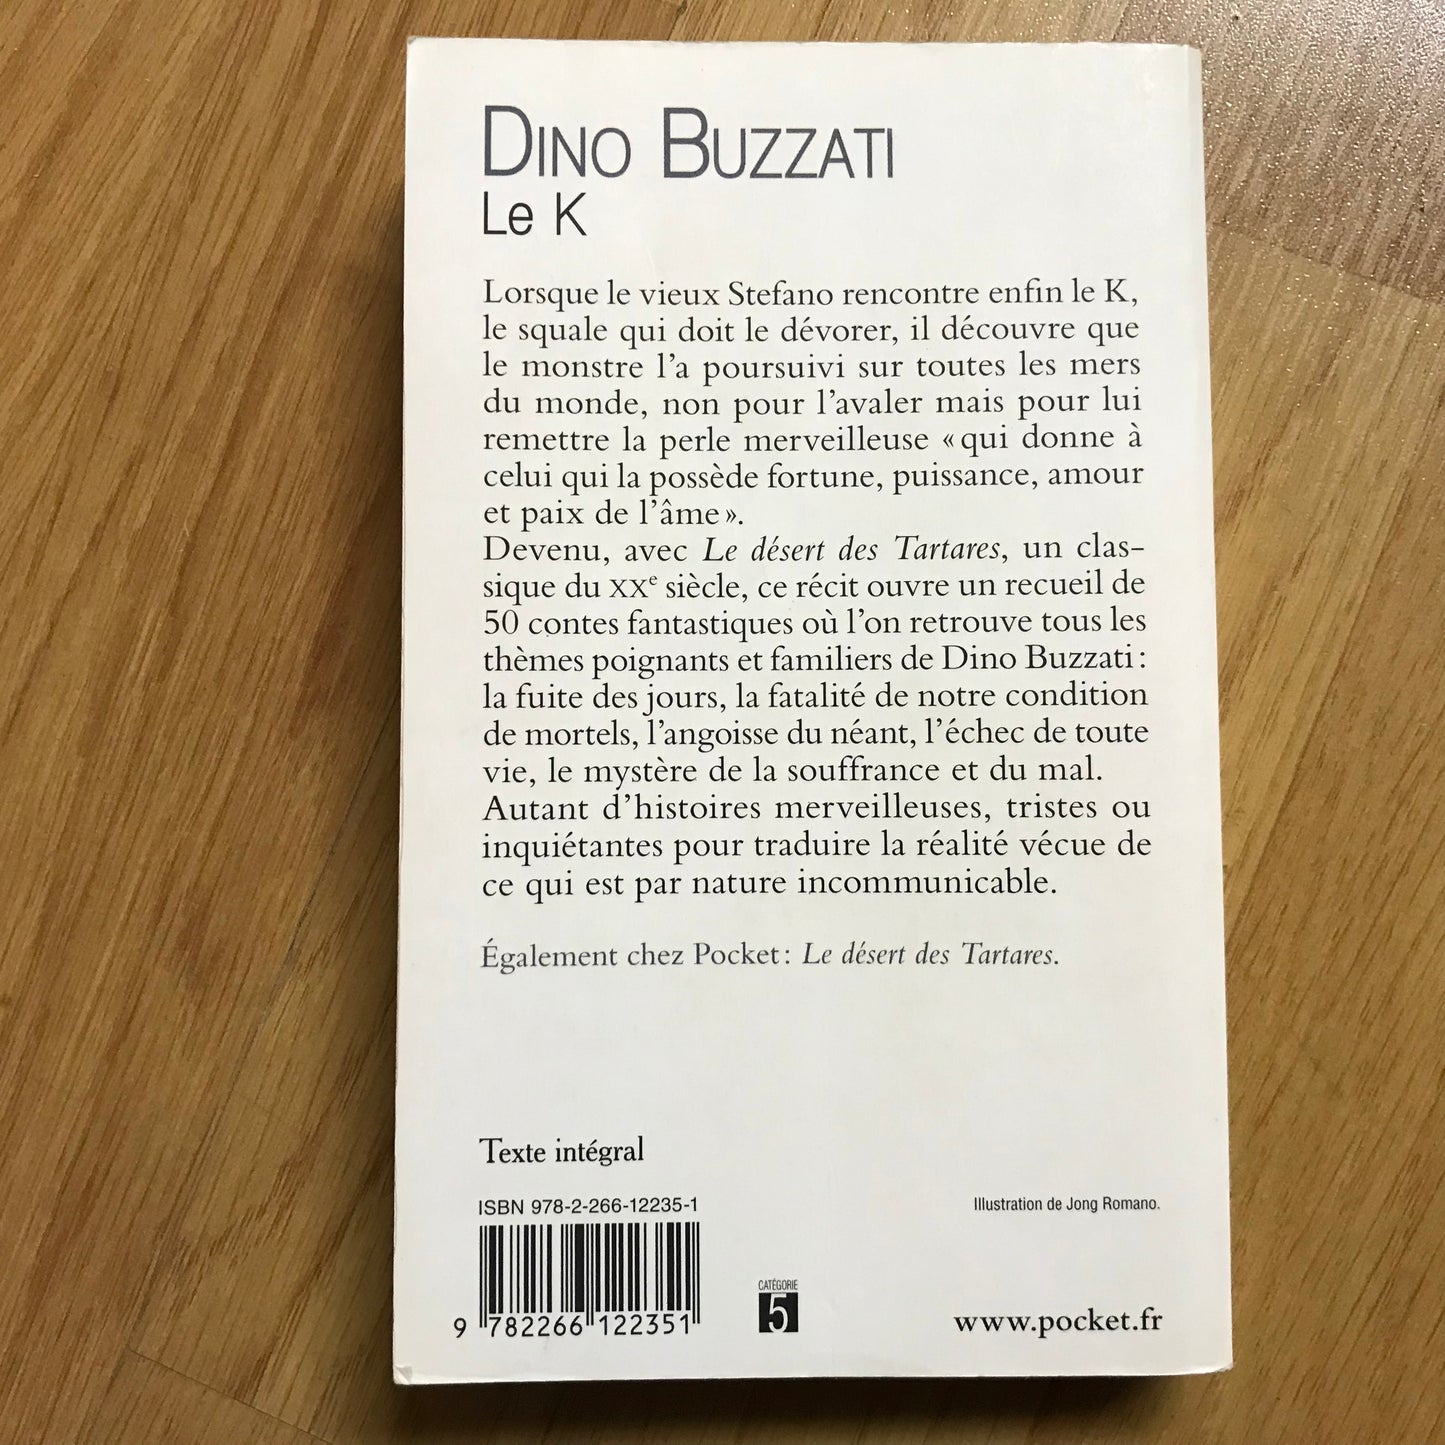 DINO BUZZATI
Le K
Lorsque le vieux Stefano rencontre enfin le K,
le squale qui doit le dévorer, il découvre que
le monstre l'a poursuivi sur toutes les mers
du monde, non pour l'avaler mais pour lui
remettre la perle merveilleuse « qui donne à
celui qui la possède fortune, puissance, amour
et paix de l'âme ».
Devenu, avec Le désert des Tartares, un clas-
sique du XXe siècle, ce récit ouvre un recueil de
50 contes fantastiques où l'on retrouve tous les
thèmes poignants et familiers de Dino Buzzati :
la fuite des jours, la fatalité de notre condition
de mortels, l'angoisse du néant, l'échec de toute
vie, le mystère de la souffrance et du mal.
Autant d'histoires merveilleuses, tristes ou
inquiétantes pour traduire la réalité vécue de
ce qui est par nature incommunicable.
Également chez Pocket : Le désert des Tartares.
Texte intégral
ISBN 978-2-266-12235-1
Illustration de Jong Romano.
9 782266 122351
CATÉGORIE
5
www.pocket.fr